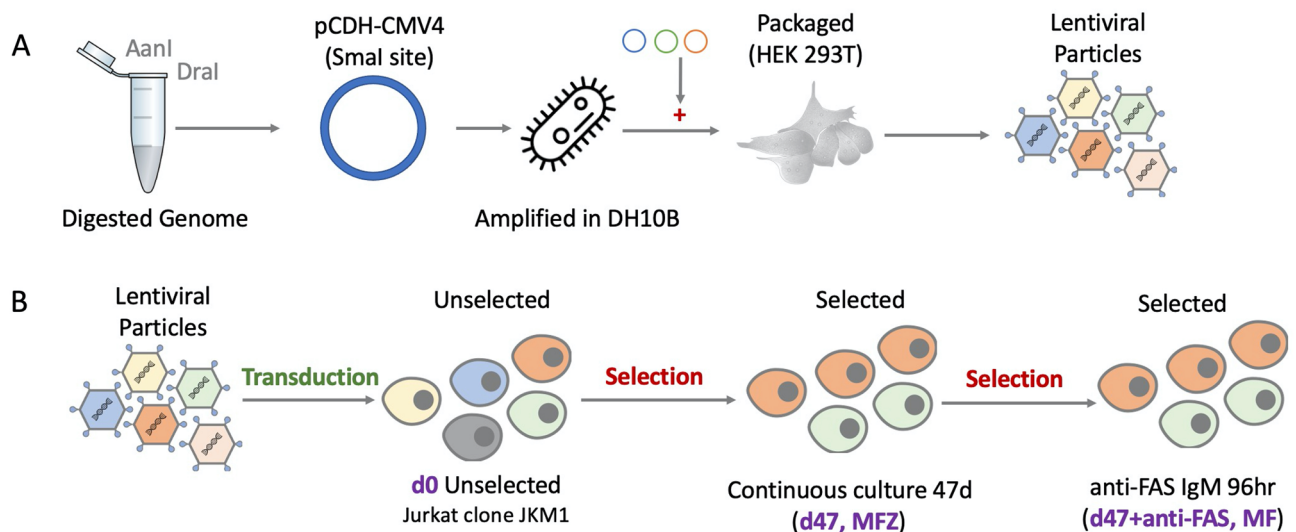 A
AanI
DraI
Digested Genome
pCDH-CMV4
(SmaI site)
Amplified in DH10B
+
Packaged
(HEK 293T)
Lentiviral
Particles
B
Lentiviral
Particles
Transduction
Unselected
d0 Unselected
Jurkat clone JKM1
Selection
Selected
Continuous culture 47d
(d47, MFZ)
Selection
Selected
anti-FAS IgM 96hr
(d47+anti-FAS, MF)